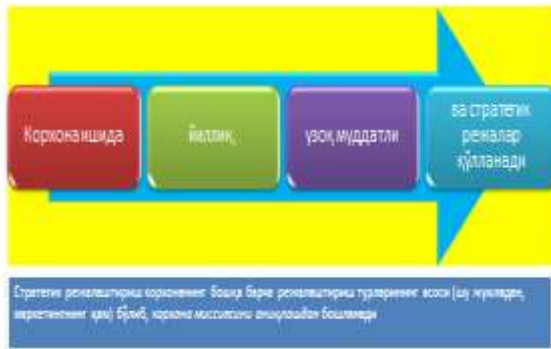 Корхона ишида
йиллик,
узоқ муддатли
ва стратегик
режалар
қўлланади
Стратегик режалаштириш корхонанинг бошқа барча режалаштириш турларининг асоси (шу жумладан,
маркетингнинг ҳам) бўлиб, корхона миссиясини аниқлашдан бошланади